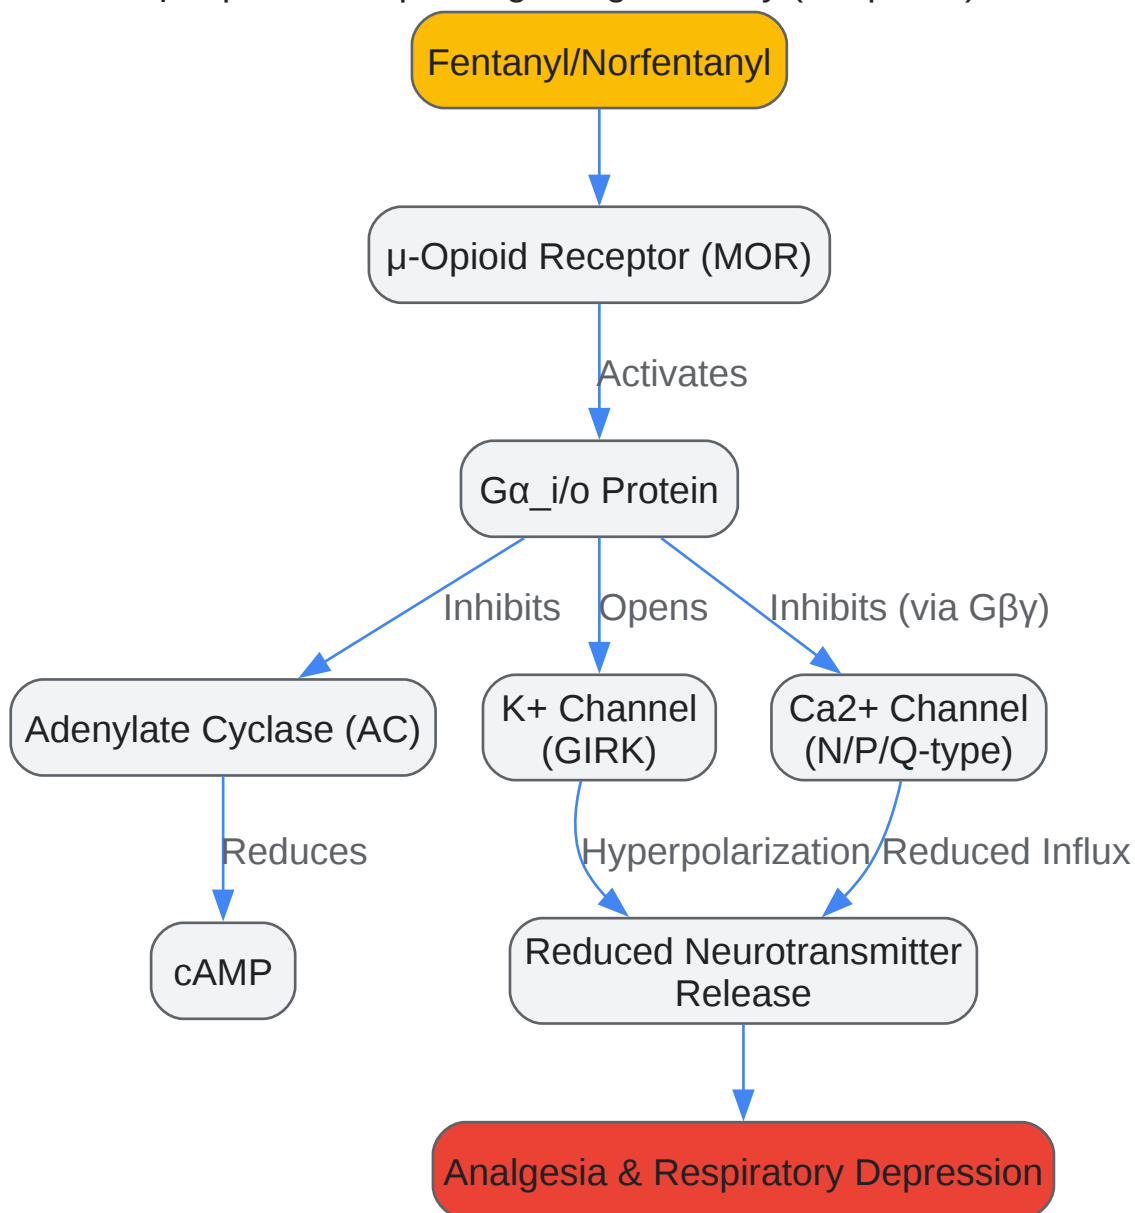 Fentanyl/Norfentanyl
μ-Opioid Receptor (MOR)
Activates
Gα_i/o Protein
Inhibits
Opens
Inhibits (via Gβγ)
Adenylate Cyclase (AC)
K+ Channel
(GIRK)
Ca2+ Channel
(N/P/Q-type)
Reduces
Hyperpolarization
Reduced Influx
cAMP
Reduced Neurotransmitter
Release
Analgesia & Respiratory Depression